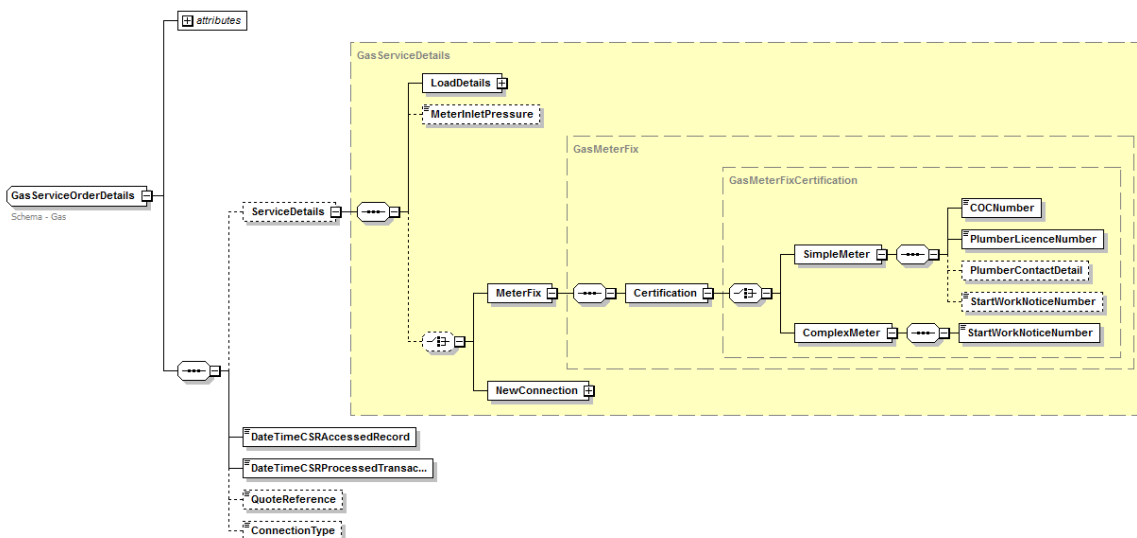 attributes
GasServiceDetails
LoadDetails
MeterInletPressure
GasMeterFix
GasMeterFixCertification
GasServiceOrderDetails
Schema - Gas
ServiceDetails
COCNumber
PlumberLicenceNumber
SimpleMeter
PlumberContactDetail
MeterFix
Certification
StartWorkNoticeNumber
ComplexMeter
StartWorkNoticeNumber
NewConnection
DateTimeCSRAccessedRecord
DateTimeCSRProcessedTransac...
QuoteReference
ConnectionType